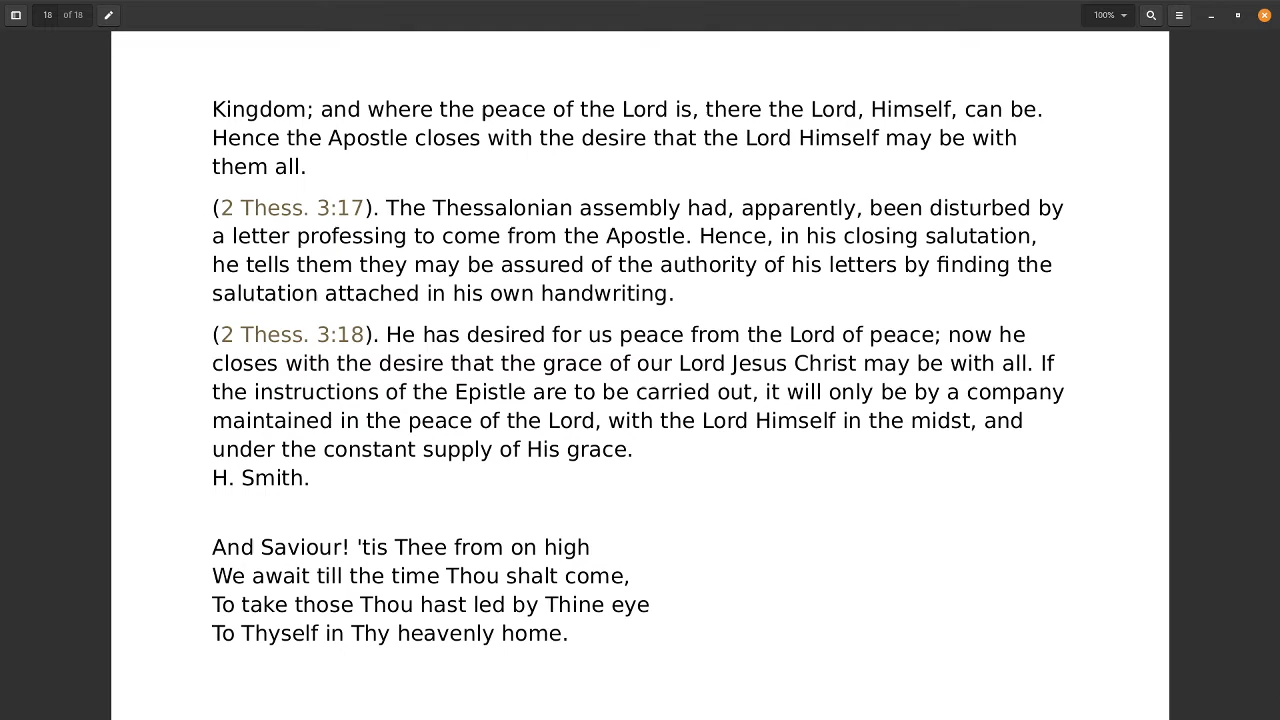 18 of 18
100%
Kingdom; and where the peace of the Lord is, there the Lord, Himself, can be.
Hence the Apostle closes with the desire that the Lord Himself may be with
them all.
(2 Thess. 3:17). The Thessalonian assembly had, apparently, been disturbed by
a letter professing to come from the Apostle. Hence, in his closing salutation,
he tells them they may be assured of the authority of his letters by finding the
salutation attached in his own handwriting.
(2 Thess. 3:18). He has desired for us peace from the Lord of peace; now he
closes with the desire that the grace of our Lord Jesus Christ may be with all. If
the instructions of the Epistle are to be carried out, it will only be by a company
maintained in the peace of the Lord, with the Lord Himself in the midst, and
under the constant supply of His grace.
H. Smith.
And Saviour! 'tis Thee from on high
We await till the time Thou shalt come,
To take those Thou hast led by Thine eye
To Thyself in Thy heavenly home.